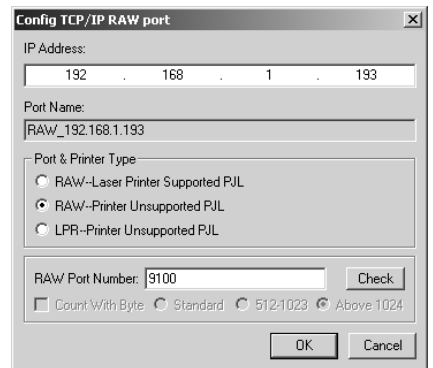 Config TCP/IP RAW port
IP Address:
192 . 168 . 1 . 193
Port Name:
RAW_192.168.1.193
Port & Printer Type
RAW--Laser Printer Supported PJL
RAW--Printer Unsupported PJL
LPR--Printer Unsupported PJL
RAW Port Number: 9100 Check
Count With Byte Standard 512-1023 Above 1024
OK Cancel